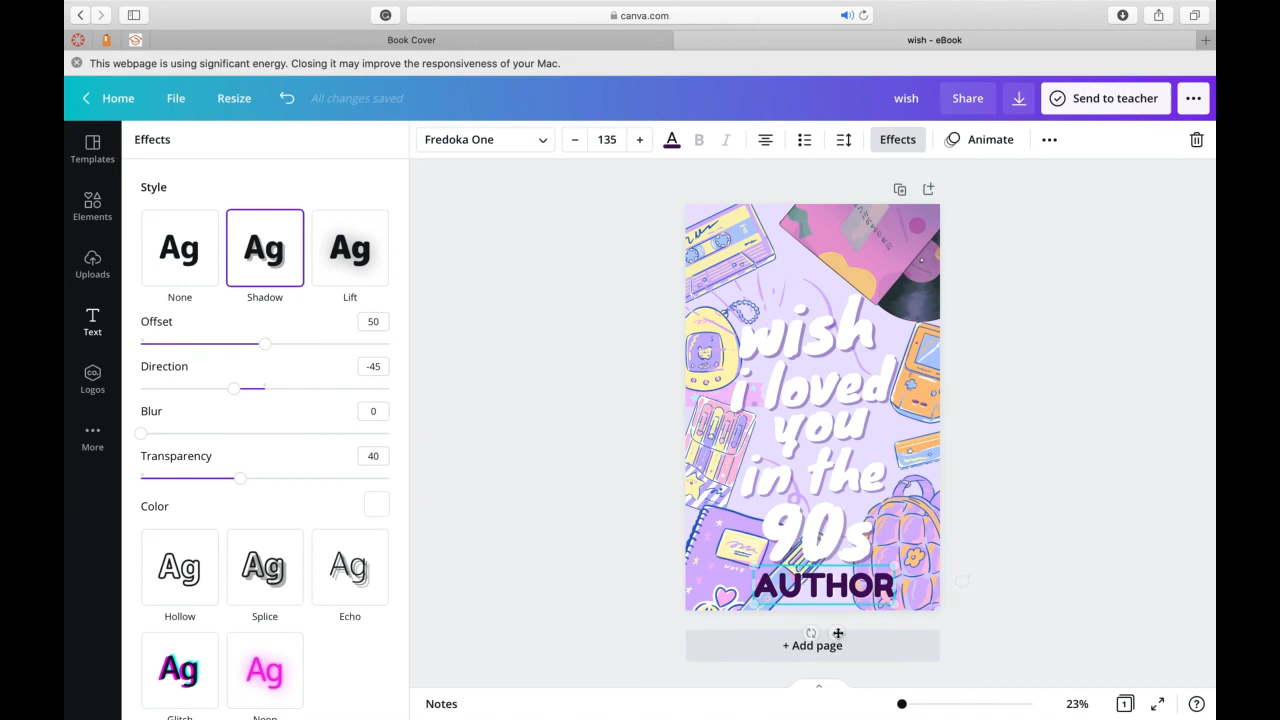 canva.com
Book Cover
wish - eBook
This webpage is using significant energy. Closing it may improve the responsiveness of your Mac.
Home
File
Resize
All changes saved
wish
Share
Send to teacher
Templates
Elements
Uploads
Text
CO.
Logos
More
Effects
Fredoka One
135
A
B
I
Effects
Animate
Style
Ag
Ag
Ag
None
Shadow
Lift
Offset
50
Direction
-45
Blur
0
Transparency
40
Color
Ag
Ag
Ag
Hollow
Splice
Echo
Ag
Ag
Glitch
Neon
wish
i loved
you
in the
90s
AUTHOR
+ Add page
Notes
23%
1